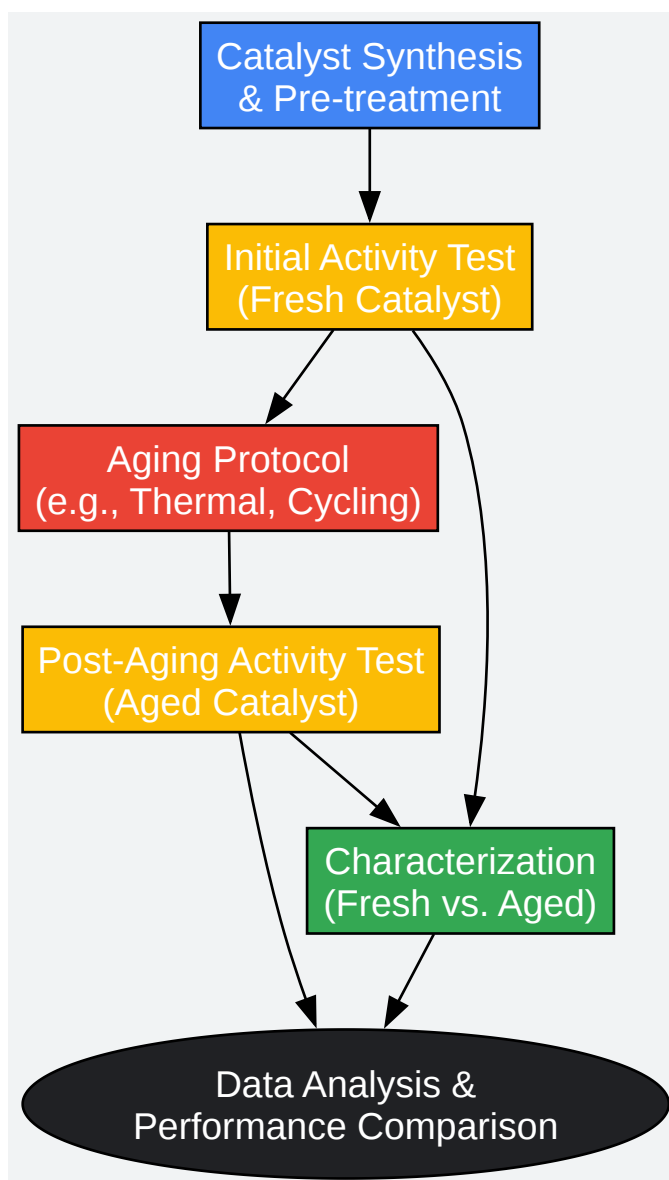 Catalyst Synthesis
& Pre-treatment
Initial Activity Test
(Fresh Catalyst)
Aging Protocol
(e.g., Thermal, Cycling)
Post-Aging Activity Test
(Aged Catalyst)
Characterization
(Fresh vs. Aged)
Data Analysis &
Performance Comparison